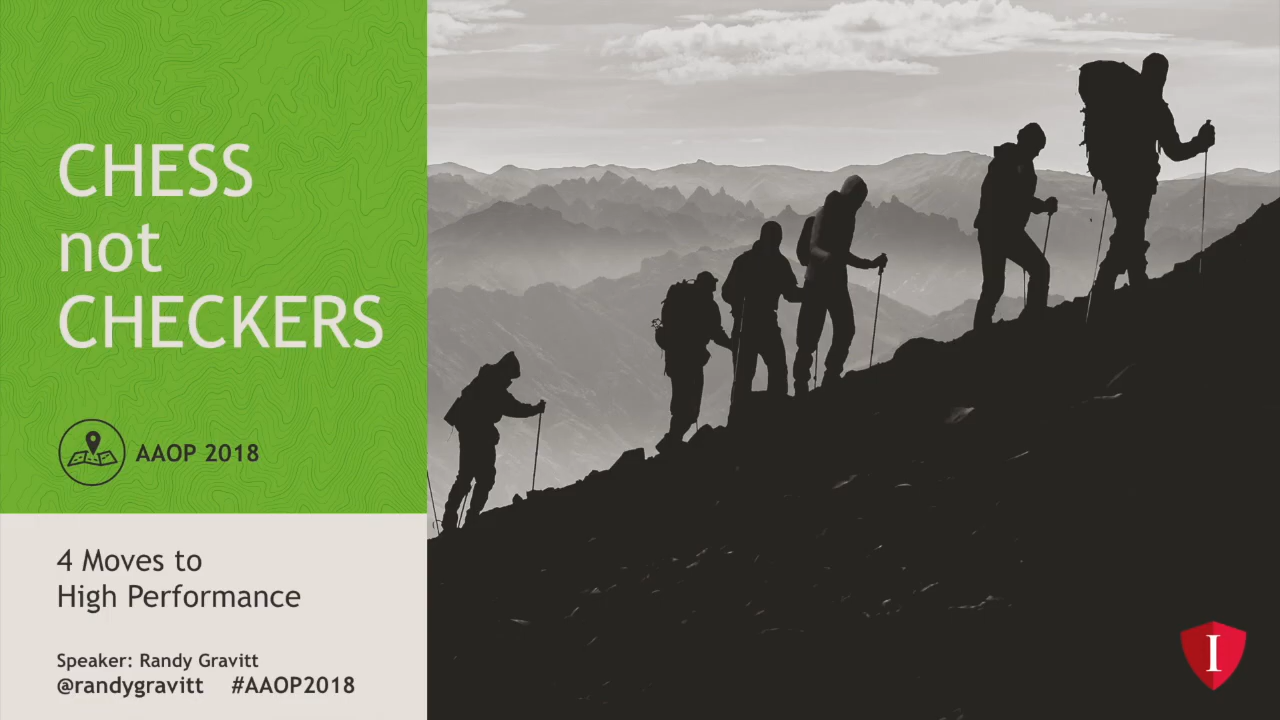 CHESS
not
CHECKERS
AAOP 2018
4 Moves to
High Performance
Speaker: Randy Gravitt
@randygravitt #AAOP2018
I